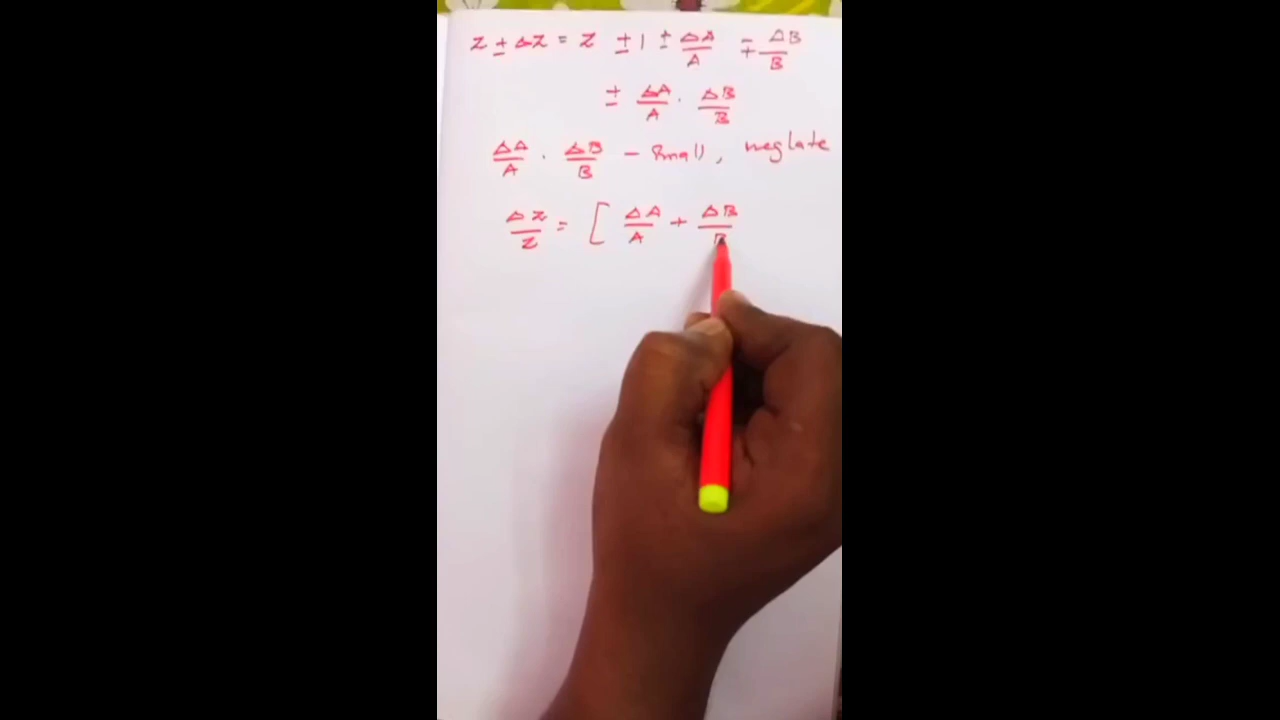 Z ± ΔZ = Z ± 1 ± ΔA/A ∓ ΔB/B
± ΔA/A . ΔB/B
ΔA/A . ΔB/B - Small, neglate
ΔZ/Z = [ ΔA/A + ΔB/B